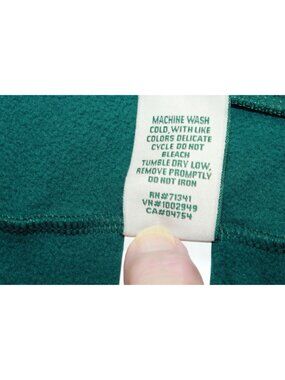 MACHINE WASH
COLD, WITH LIKE
COLORS DELICATE
CYCLE DO NOT
BLEACH
TUMBLE DRY LOW,
REMOVE PROMPTLY
DO NOT IRON
RN#71341
VN#1002949
CA#04754